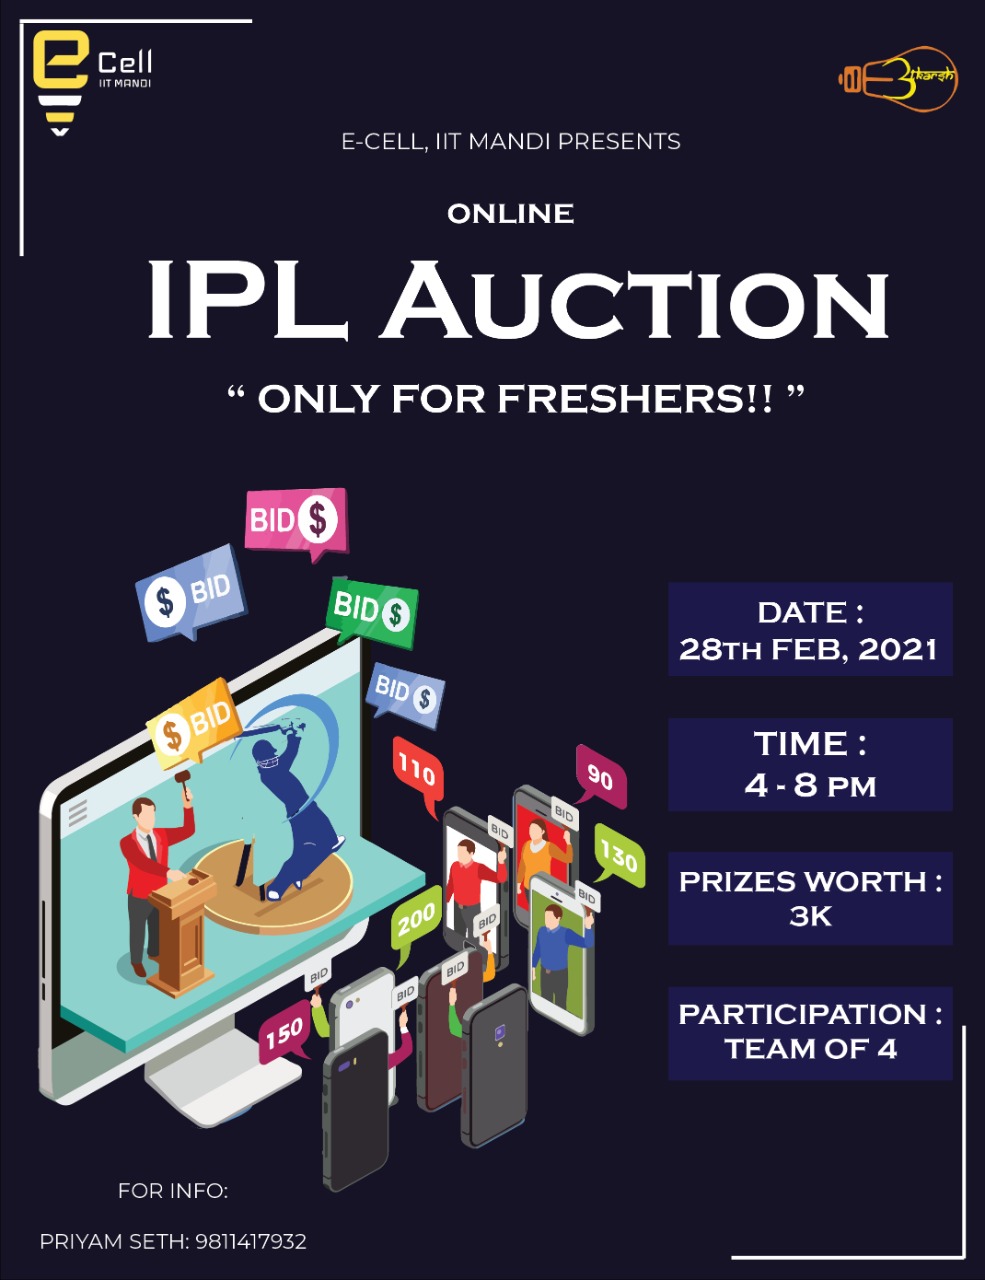 e Cell
IIT MANDI
उtkarsh
E-CELL, IIT MANDI PRESENTS
ONLINE
IPL AUCTION
“ ONLY FOR FRESHERS!! ”
BID $
$ BID
BID $
BID $
$ BID
110
90
BID
BID
130
BID
200
BID
BID
BID
BID
150
DATE :
28TH FEB, 2021
TIME :
4 - 8 PM
PRIZES WORTH :
3K
PARTICIPATION :
TEAM OF 4
FOR INFO:
PRIYAM SETH: 9811417932